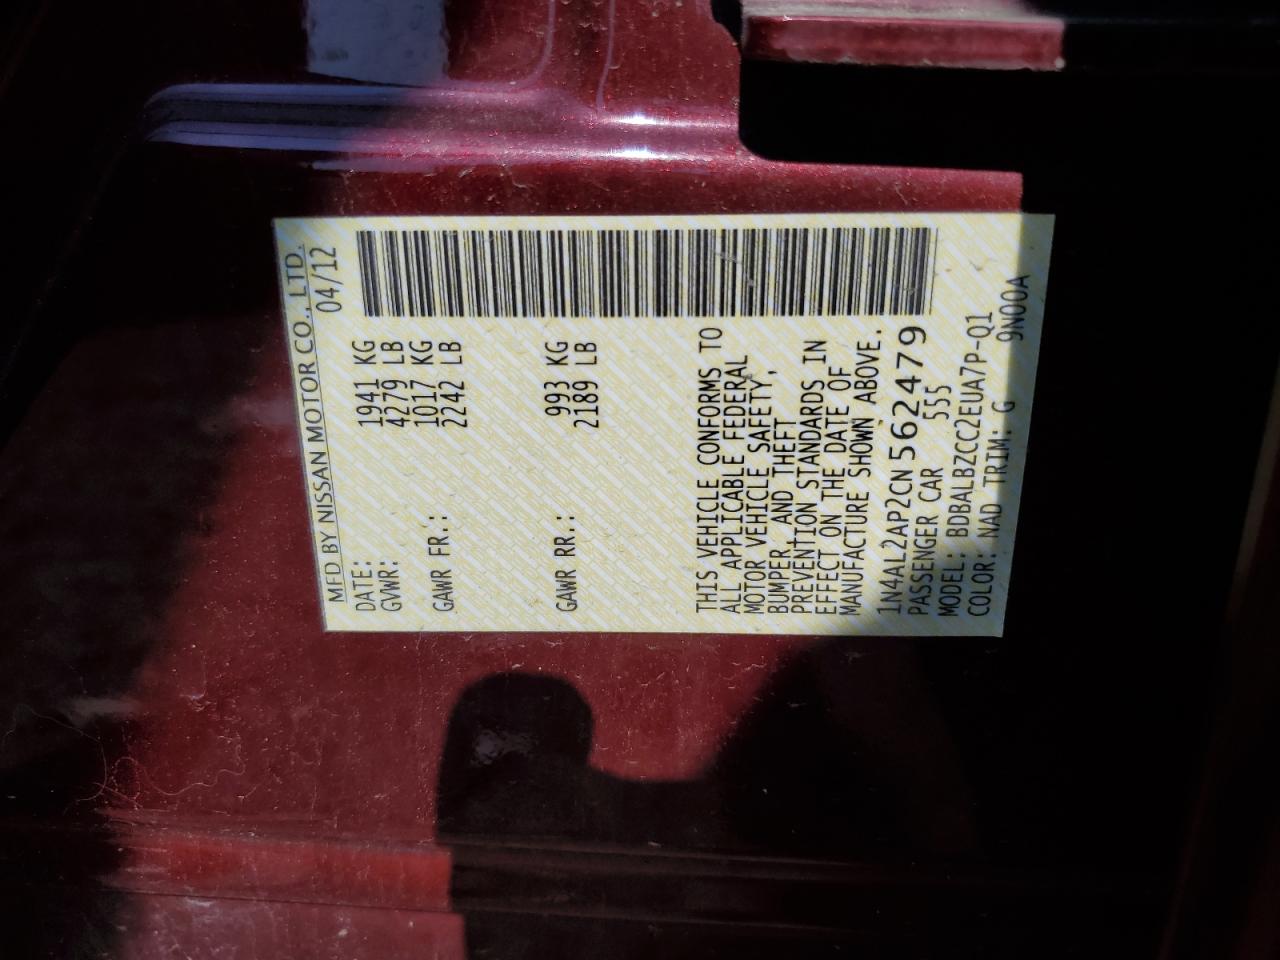 MFD BY NISSAN MOTOR CO., LTD.
DATE: 04/12
GVWR: 1941 KG
4279 LB
GAWR FR.: 1017 KG
2242 LB
GAWR RR.: 993 KG
2189 LB
THIS VEHICLE CONFORMS TO
ALL APPLICABLE FEDERAL
MOTOR VEHICLE SAFETY,
BUMPER, AND THEFT
PREVENTION STANDARDS IN
EFFECT ON THE DATE OF
MANUFACTURE SHOWN ABOVE.
1N4AL2AP2CN562479
PASSENGER CAR 555
MODEL: BDBALBZCC2EUA7P-Q1
COLOR: NAD TRIM: G 9N00A